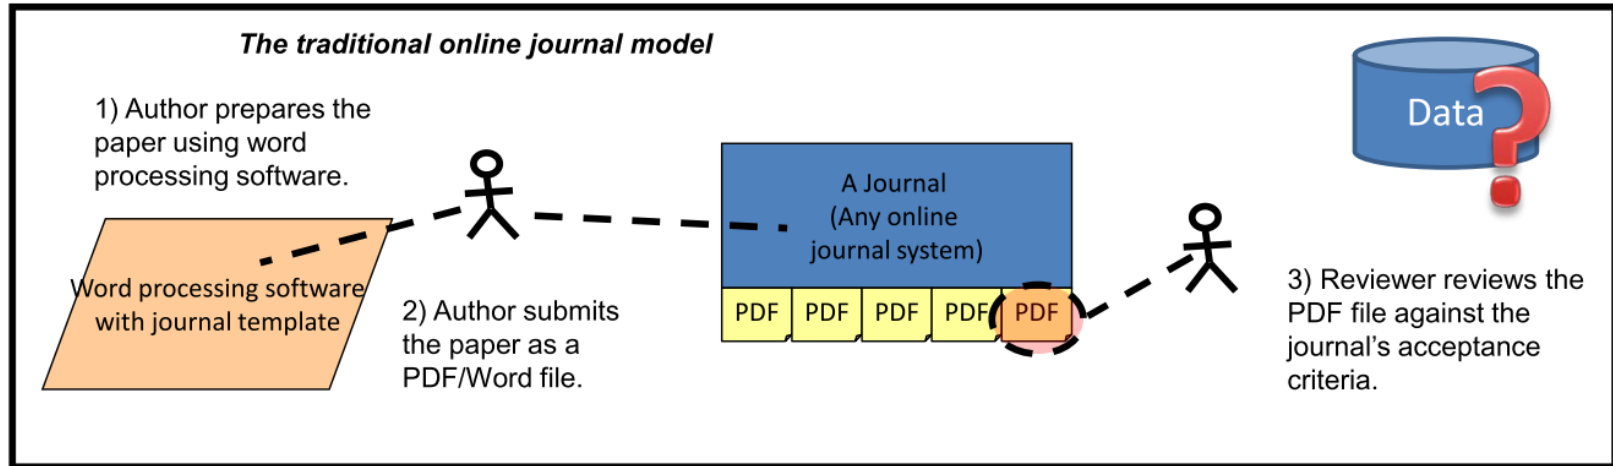 The traditional online journal model
1) Author prepares the
paper using word
processing software.
Word processing software
with journal template
2) Author submits
the paper as a
PDF/Word file.
A Journal
(Any online
journal system)
PDF PDF PDF PDF PDF
Data
?
3) Reviewer reviews the
PDF file against the
journal’s acceptance
criteria.